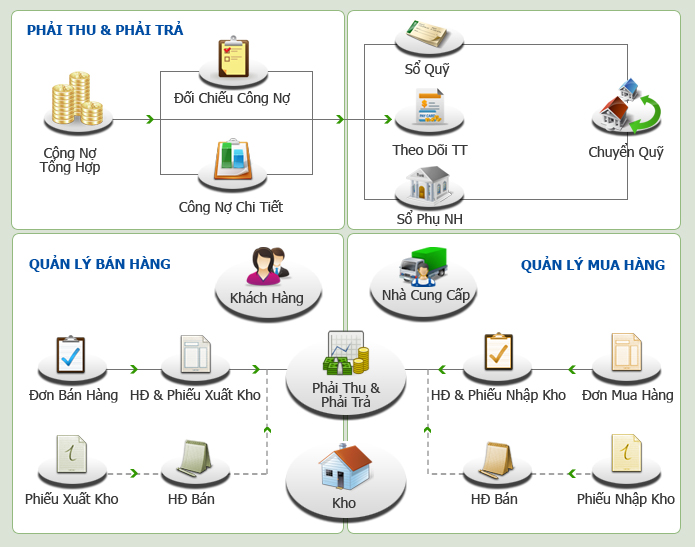 PHẢI THU & PHẢI TRẢ
Cộng Nợ
Tổng Hợp
Đối Chiếu Công Nợ
Công Nợ Chi Tiết
Sổ Quỹ
Theo Dõi TT
Sổ Phụ NH
Chuyển Quỹ
QUẢN LÝ BÁN HÀNG
QUẢN LÝ MUA HÀNG
Khách Hàng
Nhà Cung Cấp
Đơn Bán Hàng
HĐ & Phiếu Xuất Kho
Phải Thu &
Phải Trả
HĐ & Phiếu Nhập Kho
Đơn Mua Hàng
Phiếu Xuất Kho
HĐ Bán
Kho
HĐ Bán
Phiếu Nhập Kho